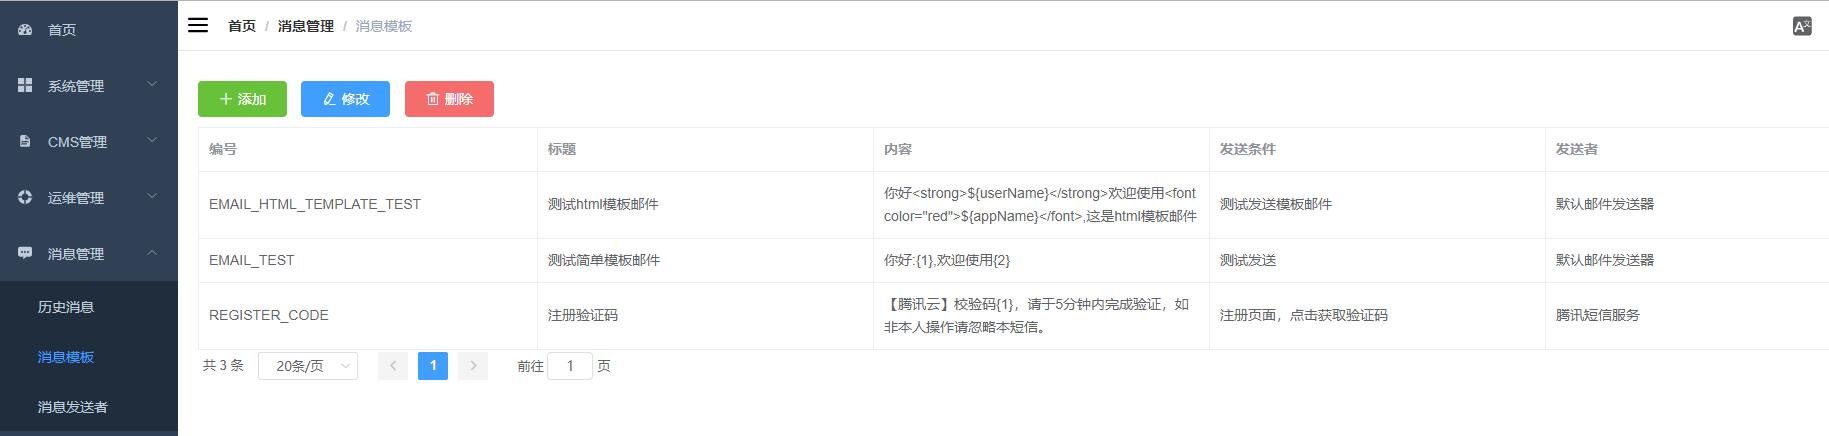 首页
系统管理
CMS管理
运维管理
消息管理
历史消息
消息模板
消息发送者
首页 / 消息管理 / 消息模板
A文
添加 修改 删除
编号 标题 内容 发送条件 发送者
EMAIL_HTML_TEMPLATE_TEST 测试html模板邮件 你好<strong>${userName}</strong>欢迎使用<font
color="red">${appName}</font>,这是html模板邮件 测试发送模板邮件 默认邮件发送器
EMAIL_TEST 测试简单模板邮件 你好:{1},欢迎使用{2} 测试发送 默认邮件发送器
REGISTER_CODE 注册验证码 【腾讯云】校验码{1}，请于5分钟内完成验证，如
非本人操作请忽略本短信。 注册页面，点击获取验证码 腾讯短信服务
共 3 条 20条/页 1 前往 1 页